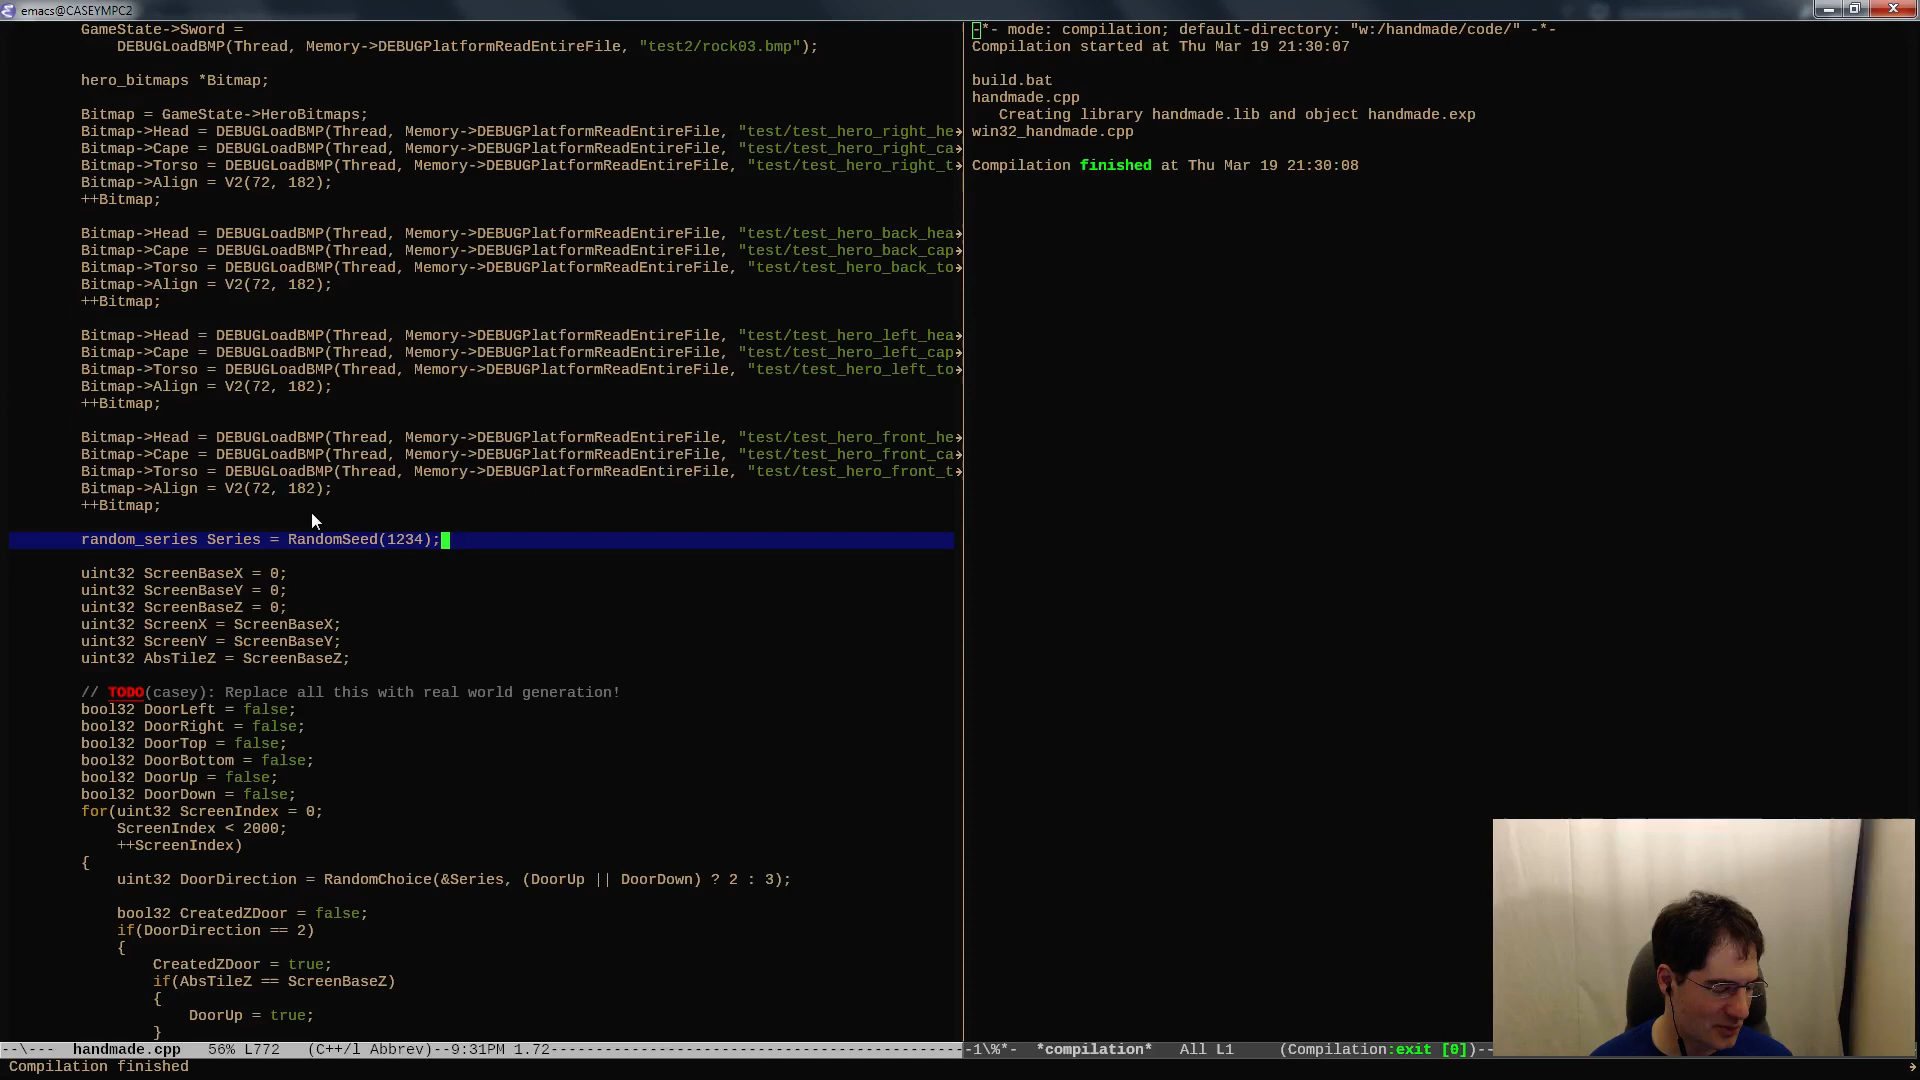 emacs@CASEYMPC2
GameState->Sword =
DEBUGLoadBMP(Thread, Memory->DEBUGPlatformReadEntireFile, "test2/rock03.bmp");
hero_bitmaps *Bitmap;
Bitmap = GameState->HeroBitmaps;
Bitmap->Head = DEBUGLoadBMP(Thread, Memory->DEBUGPlatformReadEntireFile, "test/test_hero_right_he
Bitmap->Cape = DEBUGLoadBMP(Thread, Memory->DEBUGPlatformReadEntireFile, "test/test_hero_right_ca
Bitmap->Torso = DEBUGLoadBMP(Thread, Memory->DEBUGPlatformReadEntireFile, "test/test_hero_right_t
Bitmap->Align = V2(72, 182);
++Bitmap;
Bitmap->Head = DEBUGLoadBMP(Thread, Memory->DEBUGPlatformReadEntireFile, "test/test_hero_back_hea
Bitmap->Cape = DEBUGLoadBMP(Thread, Memory->DEBUGPlatformReadEntireFile, "test/test_hero_back_cap
Bitmap->Torso = DEBUGLoadBMP(Thread, Memory->DEBUGPlatformReadEntireFile, "test/test_hero_back_to
Bitmap->Align = V2(72, 182);
++Bitmap;
Bitmap->Head = DEBUGLoadBMP(Thread, Memory->DEBUGPlatformReadEntireFile, "test/test_hero_left_hea
Bitmap->Cape = DEBUGLoadBMP(Thread, Memory->DEBUGPlatformReadEntireFile, "test/test_hero_left_cap
Bitmap->Torso = DEBUGLoadBMP(Thread, Memory->DEBUGPlatformReadEntireFile, "test/test_hero_left_to
Bitmap->Align = V2(72, 182);
++Bitmap;
Bitmap->Head = DEBUGLoadBMP(Thread, Memory->DEBUGPlatformReadEntireFile, "test/test_hero_front_he
Bitmap->Cape = DEBUGLoadBMP(Thread, Memory->DEBUGPlatformReadEntireFile, "test/test_hero_front_ca
Bitmap->Torso = DEBUGLoadBMP(Thread, Memory->DEBUGPlatformReadEntireFile, "test/test_hero_front_t
Bitmap->Align = V2(72, 182);
++Bitmap;
random_series Series = RandomSeed(1234);
uint32 ScreenBaseX = 0;
uint32 ScreenBaseY = 0;
uint32 ScreenBaseZ = 0;
uint32 ScreenX = ScreenBaseX;
uint32 ScreenY = ScreenBaseY;
uint32 AbsTileZ = ScreenBaseZ;
// TODO(casey): Replace all this with real world generation!
bool32 DoorLeft = false;
bool32 DoorRight = false;
bool32 DoorTop = false;
bool32 DoorBottom = false;
bool32 DoorUp = false;
bool32 DoorDown = false;
for(uint32 ScreenIndex = 0;
ScreenIndex < 2000;
++ScreenIndex)
{
uint32 DoorDirection = RandomChoice(&Series, (DoorUp || DoorDown) ? 2 : 3);
bool32 CreatedZDoor = false;
if(DoorDirection == 2)
{
CreatedZDoor = true;
if(AbsTileZ == ScreenBaseZ)
{
DoorUp = true;
}
--\--- handmade.cpp 56% L772 (C++/l Abbrev)--9:31PM 1.72----------------------------------------------
Compilation finished
-*- mode: compilation; default-directory: "w:/handmade/code/" -*-
Compilation started at Thu Mar 19 21:30:07
build.bat
handmade.cpp
Creating library handmade.lib and object handmade.exp
win32_handmade.cpp
Compilation finished at Thu Mar 19 21:30:08
-1\%*- *compilation* All L1 (Compilation:exit [0])--